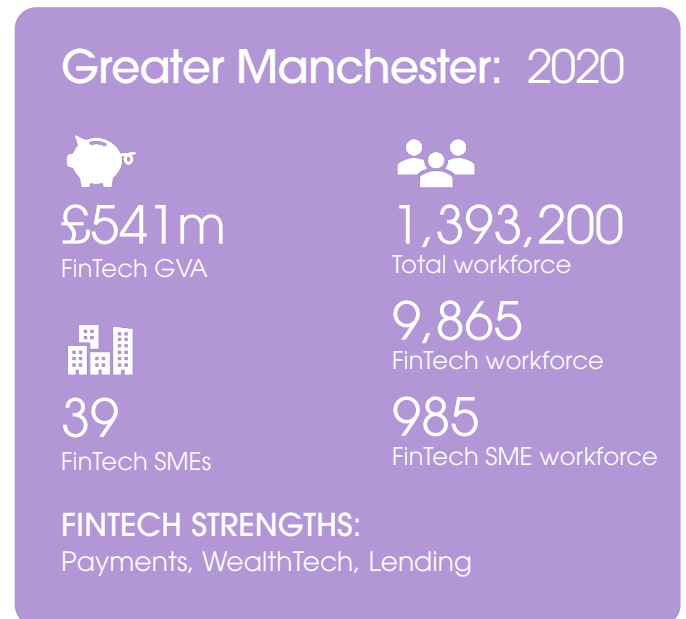 Greater Manchester: 2020
£541m
FinTech GVA
39
FinTech SMEs
1,393,200
Total workforce
9,865
FinTech workforce
985
FinTech SME workforce
FINTECH STRENGTHS:
Payments, WealthTech, Lending